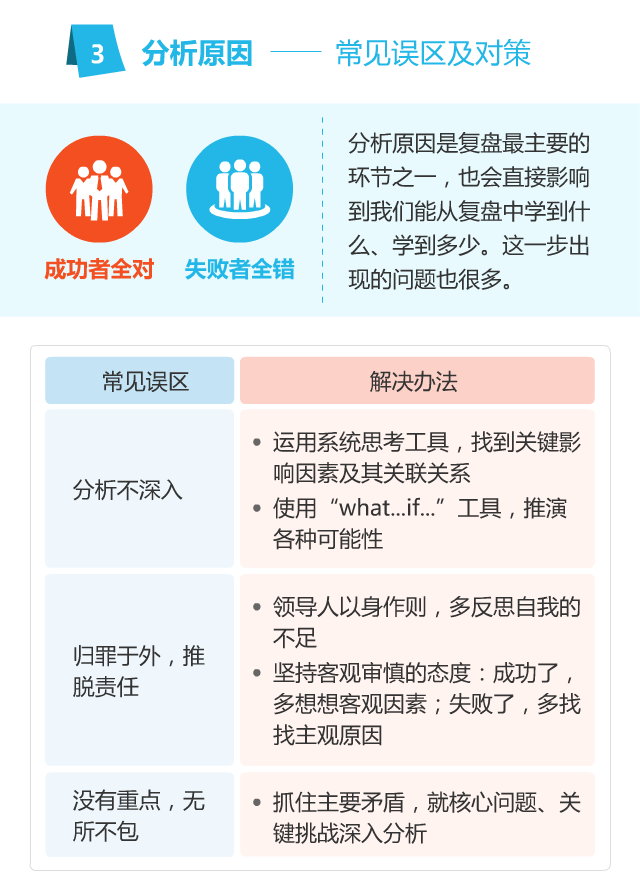 3 分析原因 —— 常见误区及对策
成功者全对
失败者全错
分析原因是复盘最主要的
环节之一，也会直接影响
到我们能从复盘中学到什
么、学到多少。这一步出
现的问题也很多。
常见误区
解决办法
分析不深入
• 运用系统思考工具，找到关键影
响因素及其关联关系
• 使用“what...if...”工具，推演
各种可能性
归罪于外，推
脱责任
• 领导人以身作则，多反思自我的
不足
• 坚持客观审慎的态度：成功了，
多想想客观因素；失败了，多找
找主观原因
没有重点，无
所不包
• 抓住主要矛盾，就核心问题、关
键挑战深入分析